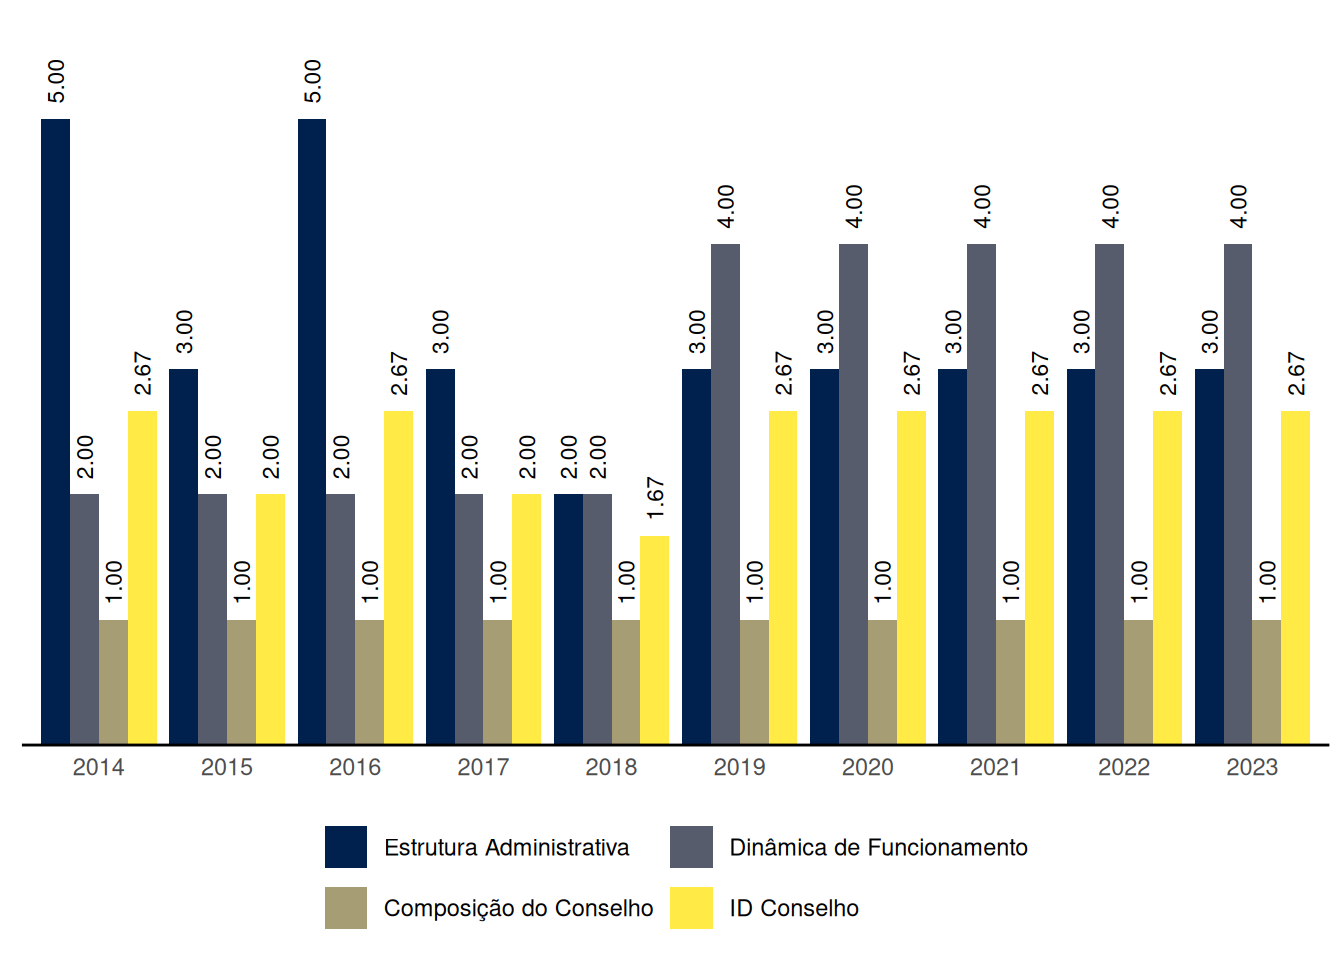 5.00 2.00 1.00 2.67 3.00 2.00 1.00 2.00 5.00 2.00 1.00 2.67 3.00 2.00 1.00 2.00 2.00 2.00 1.00 1.67 3.00 4.00 1.00 2.67 3.00 4.00 1.00 2.67 3.00 4.00 1.00 2.67 3.00 4.00 1.00 2.67 3.00 4.00 1.00 2.67
2014 2015 2016 2017 2018 2019 2020 2021 2022 2023
Estrutura Administrativa Dinâmica de Funcionamento
Composição do Conselho ID Conselho